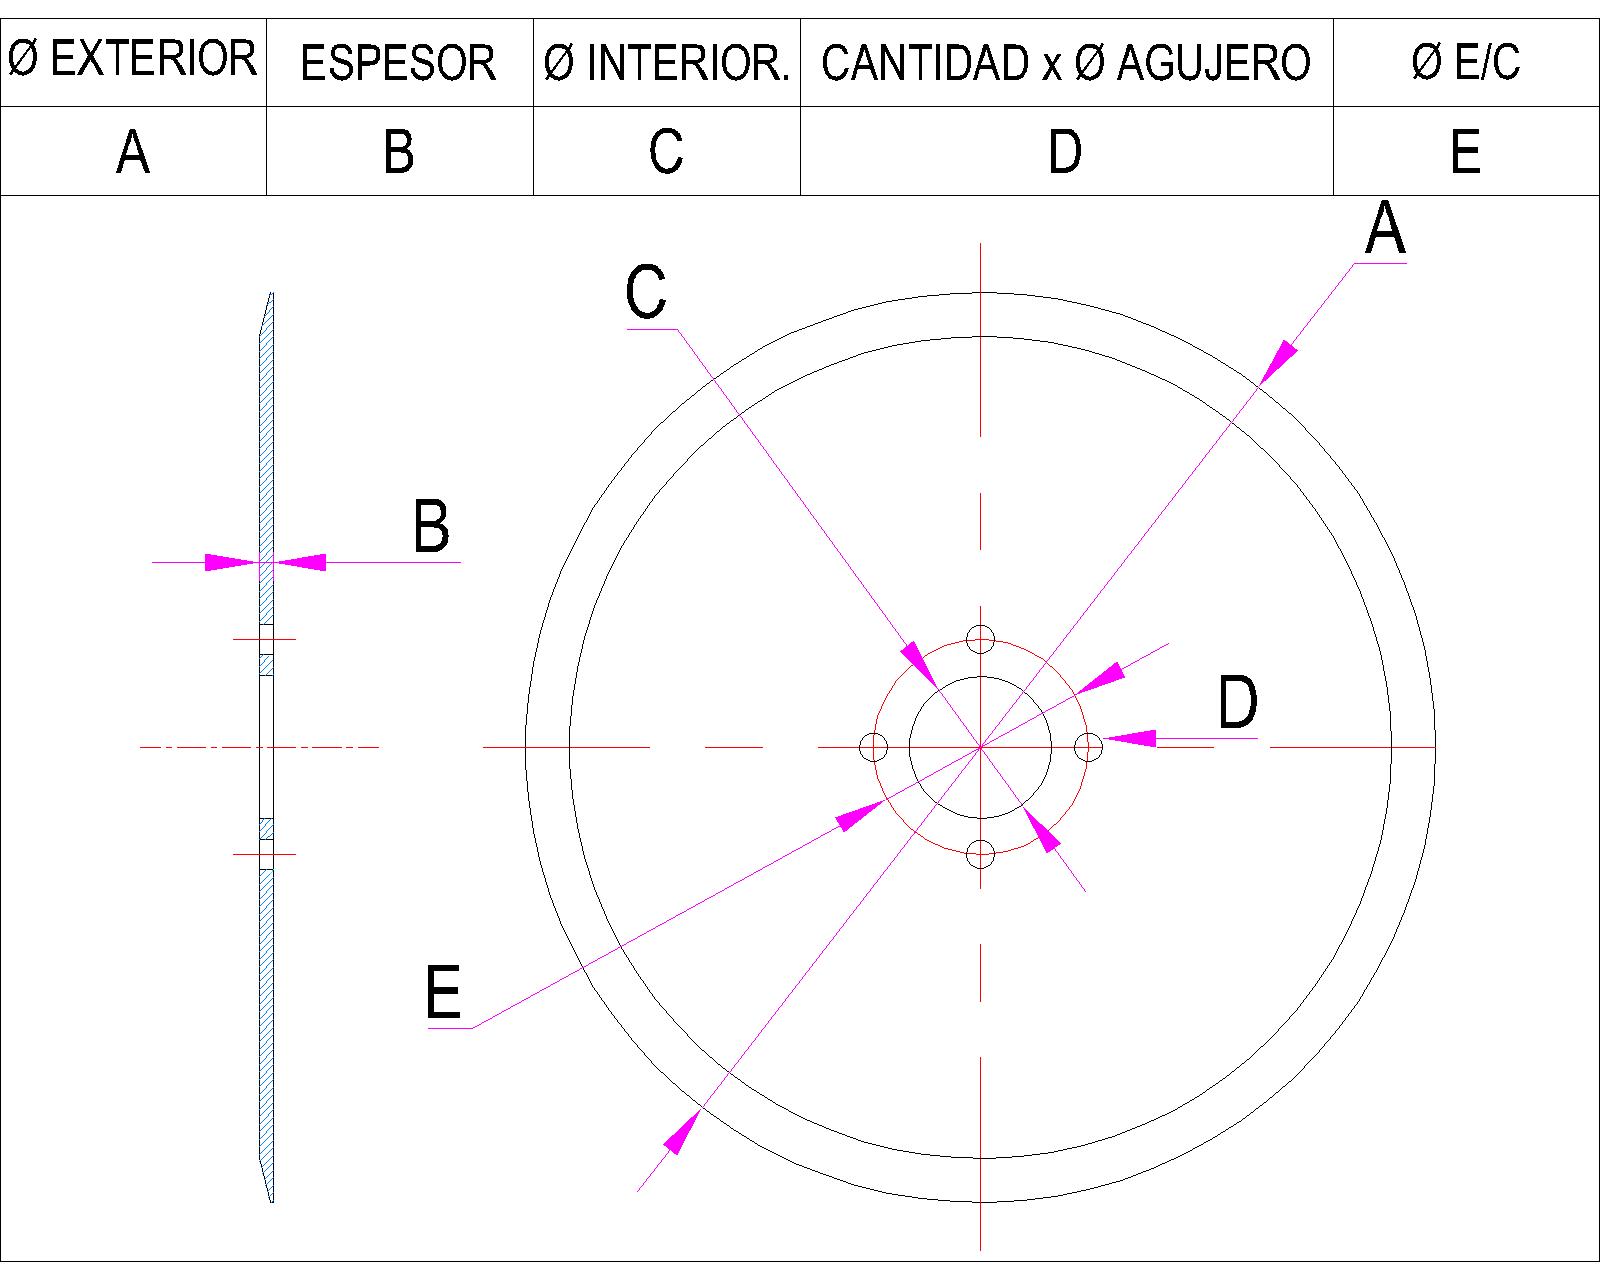 Ø EXTERIOR ESPESOR Ø INTERIOR. CANTIDAD x Ø AGUJERO Ø E/C
A B C D E
A
C
B
D
E